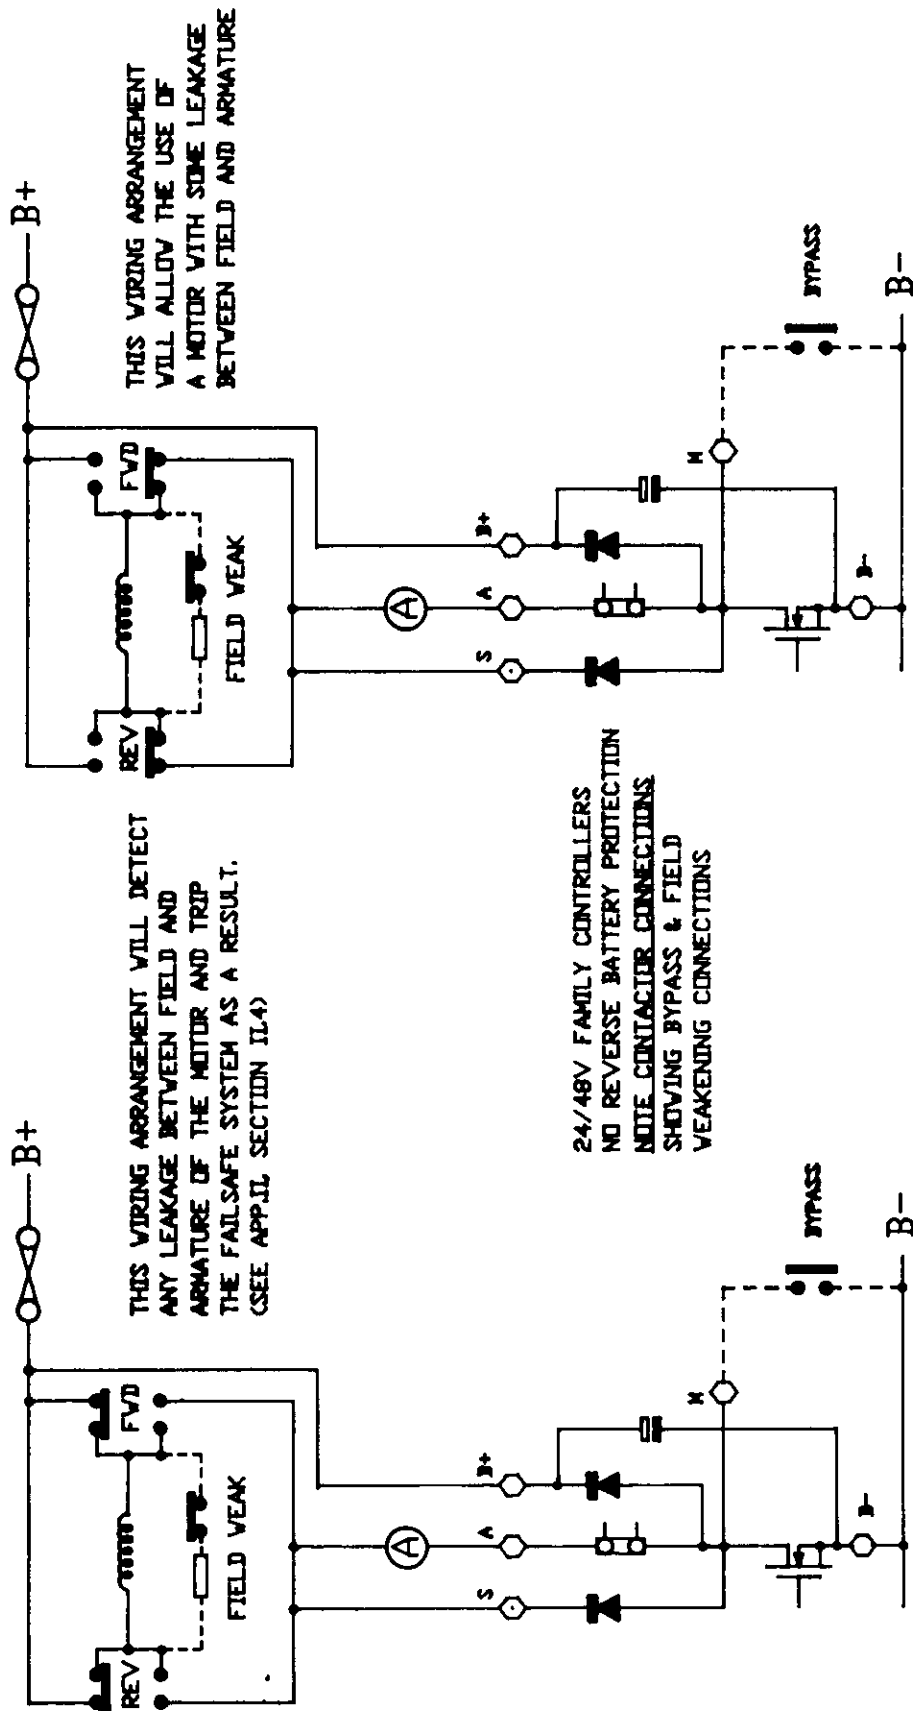 B+
THIS WIRING ARRANGEMENT WILL DETECT
ANY LEAKAGE BETWEEN FIELD AND
ARMATURE OF THE MOTOR AND TRIP
THE FAILSAFE SYSTEM AS A RESULT.
(SEE APP.II. SECTION II.4)
REV
FWD
FIELD WEAK
A
S
A
B+
M
BYPASS
B-
B-
B+
THIS WIRING ARRANGEMENT
WILL ALLOW THE USE OF
A MOTOR WITH SOME LEAKAGE
BETWEEN FIELD AND ARMATURE
REV
FWD
FIELD WEAK
A
S
A
B+
M
BYPASS
B-
B-
24/48V FAMILY CONTROLLERS
NO REVERSE BATTERY PROTECTION
NOTE CONTACTOR CONNECTIONS
SHOWING BYPASS & FIELD
WEAKENING CONNECTIONS